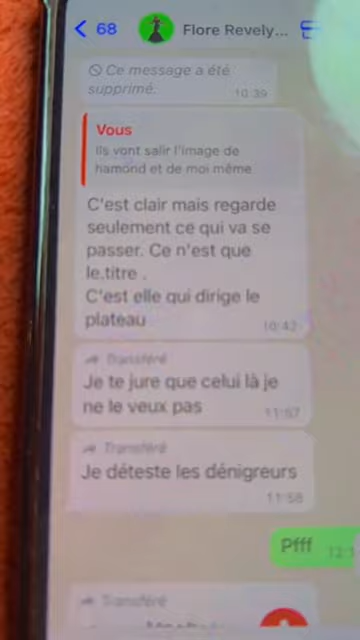 68 Flore Revely...
Ce message a été
supprimé. 10:39
Vous
Ils vont salir l'image de
hamond et de moi même
C'est clair mais regarde
seulement ce qui va se
passer. Ce n'est que
le.titre .
C'est elle qui dirige le
plateau 10:42
Transféré
Je te jure que celui là je
ne le veux pas 11:57
Transféré
Je déteste les dénigreurs
11:58
Pfff
Transféré